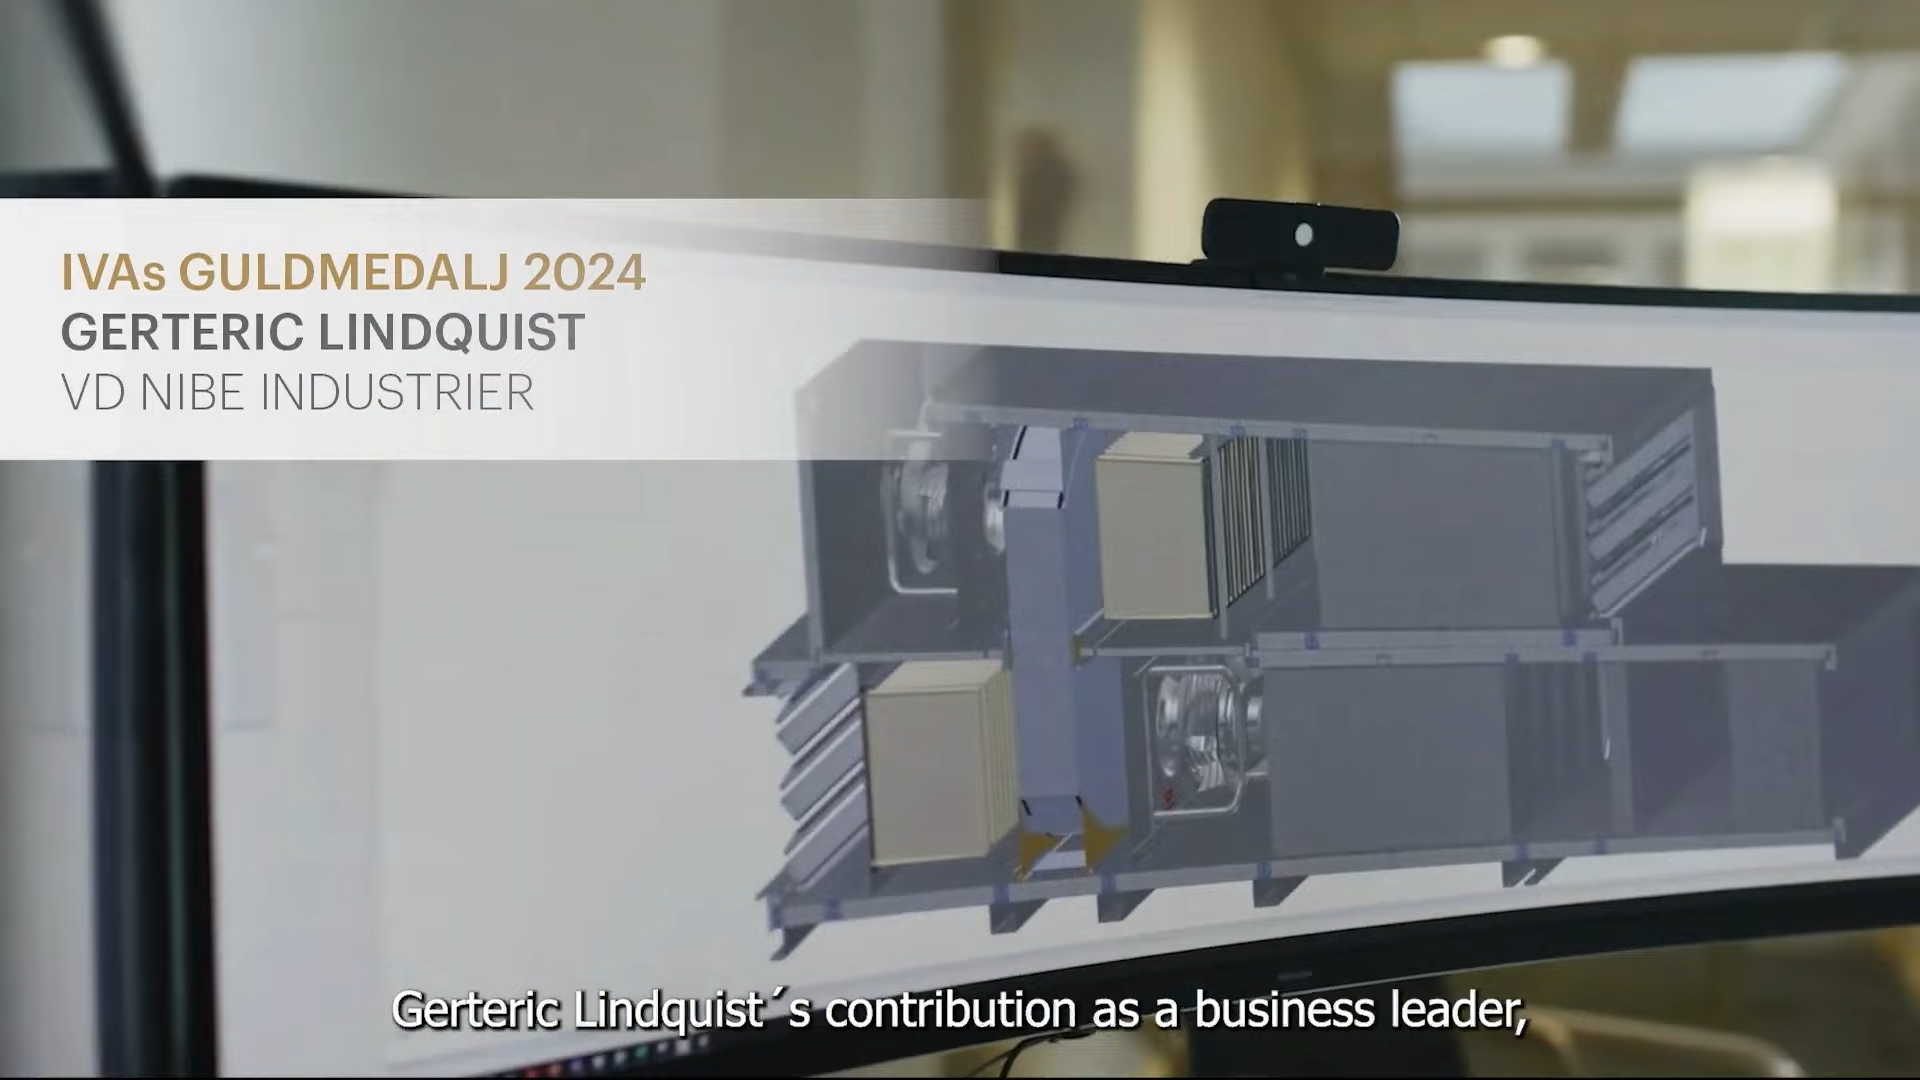 IVAs GULDMEDALJ 2024
GERTERIC LINDQUIST
VD NIBE INDUSTRIER
Gerteric Lindquist´s contribution as a business leader,